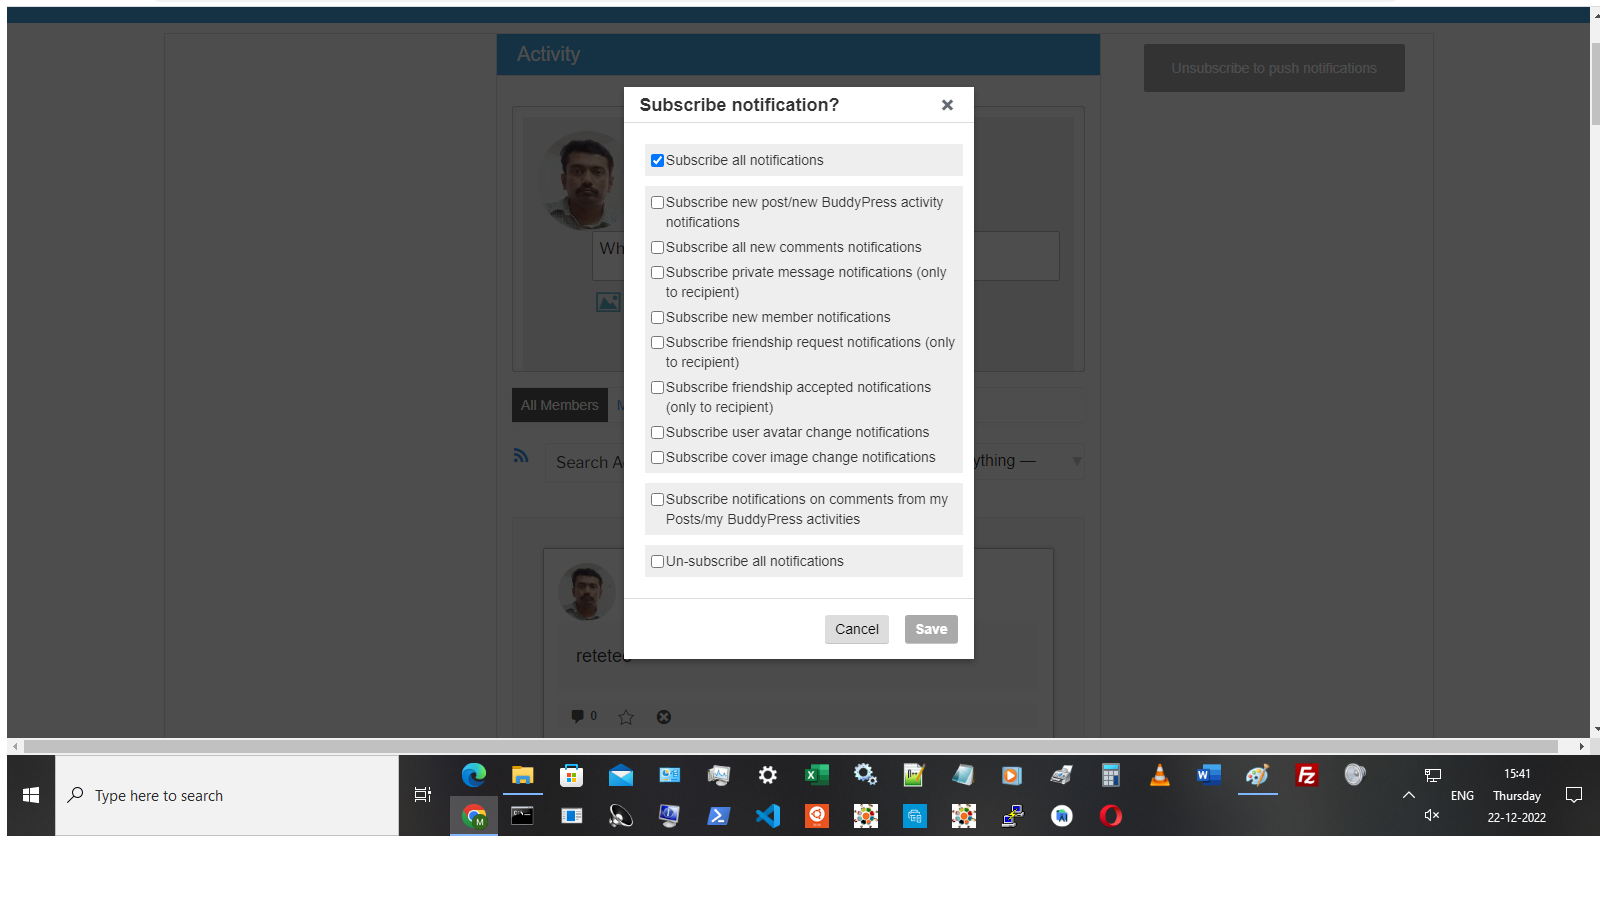 Activity
Unsubscribe to push notifications
Subscribe notification?
Subscribe all notifications
Subscribe new post/new BuddyPress activity
notifications
Wh
Subscribe all new comments notifications
Subscribe private message notifications (only
to recipient)
Subscribe new member notifications
Subscribe friendship request notifications (only
to recipient)
Subscribe friendship accepted notifications
(only to recipient)
All Members
Subscribe user avatar change notifications
Subscribe cover image change notifications
Search A
ything —
Subscribe notifications on comments from my
Posts/my BuddyPress activities
Un-subscribe all notifications
Cancel Save
retetec
0
Type here to search
ENG
15:41
Thursday
22-12-2022